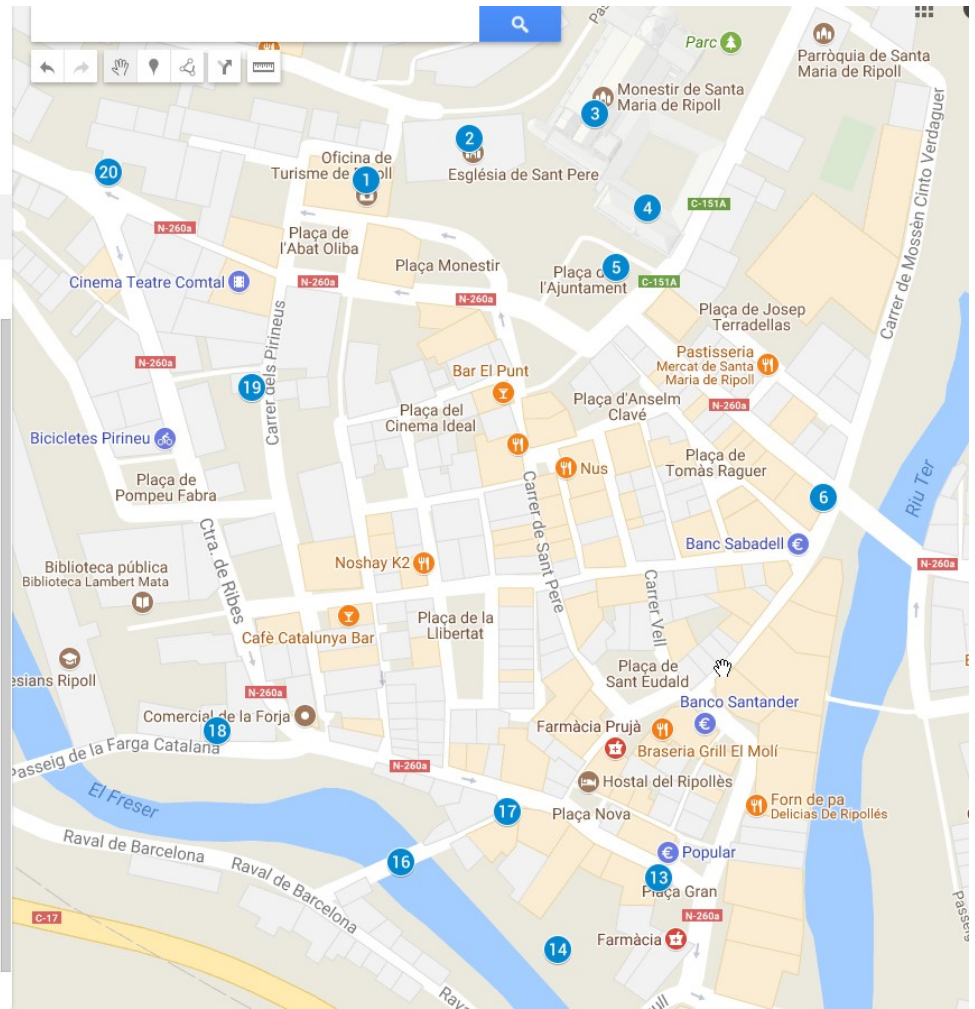 Parc
Parròquia de Santa
Maria de Ripoll
Monestir de Santa
Maria de Ripoll
3
2
Església de Sant Pere
Oficina de
Turisme de
1
20
4
C-151A
N-260a
Plaça de
l'Abat Oliba
Plaça Monestir
5
l'Ajuntament
C-151A
Cinema Teatre Comtal
N-260a
N-260a
Carrer de Mossèn Cinto Verdaguer
Plaça de Josep
Terradellas
Carrer dels Pirineus
N-260a
Pastisseria
Mercat de Santa
Maria de Ripoll
Bar El Punt
19
Plaça d'Anselm
Clavé
N-260a
Plaça del
Cinema Ideal
Bicicletes Pirineu
Nus
Plaça de
Tomàs Raguer
Plaça de
Pompeu Fabra
6
Riu Ter
Carrer de Sant Pere
Ctra. de Ribes
Banc Sabadell
N-260a
Noshay K2
Biblioteca pública
Biblioteca Lambert Mata
Carrer Vell
Cafè Catalunya Bar
Plaça de la
Llibertat
Plaça de
Sant Eudald
esians Ripoll
N-260a
Banco Santander
Comercial de la Forja
18
Farmàcia Prujà
Braseria Grill El Molí
Passeig de la Farga Catalana
N-260a
Hostal del Ripollès
El Freser
17
Plaça Nova
Forn de pa
Delicias De Ripollés
Raval de Barcelona
16
Popular
Raval de Barcelona
13
Plaça Gran
C-17
N-260a
Farmàcia
14